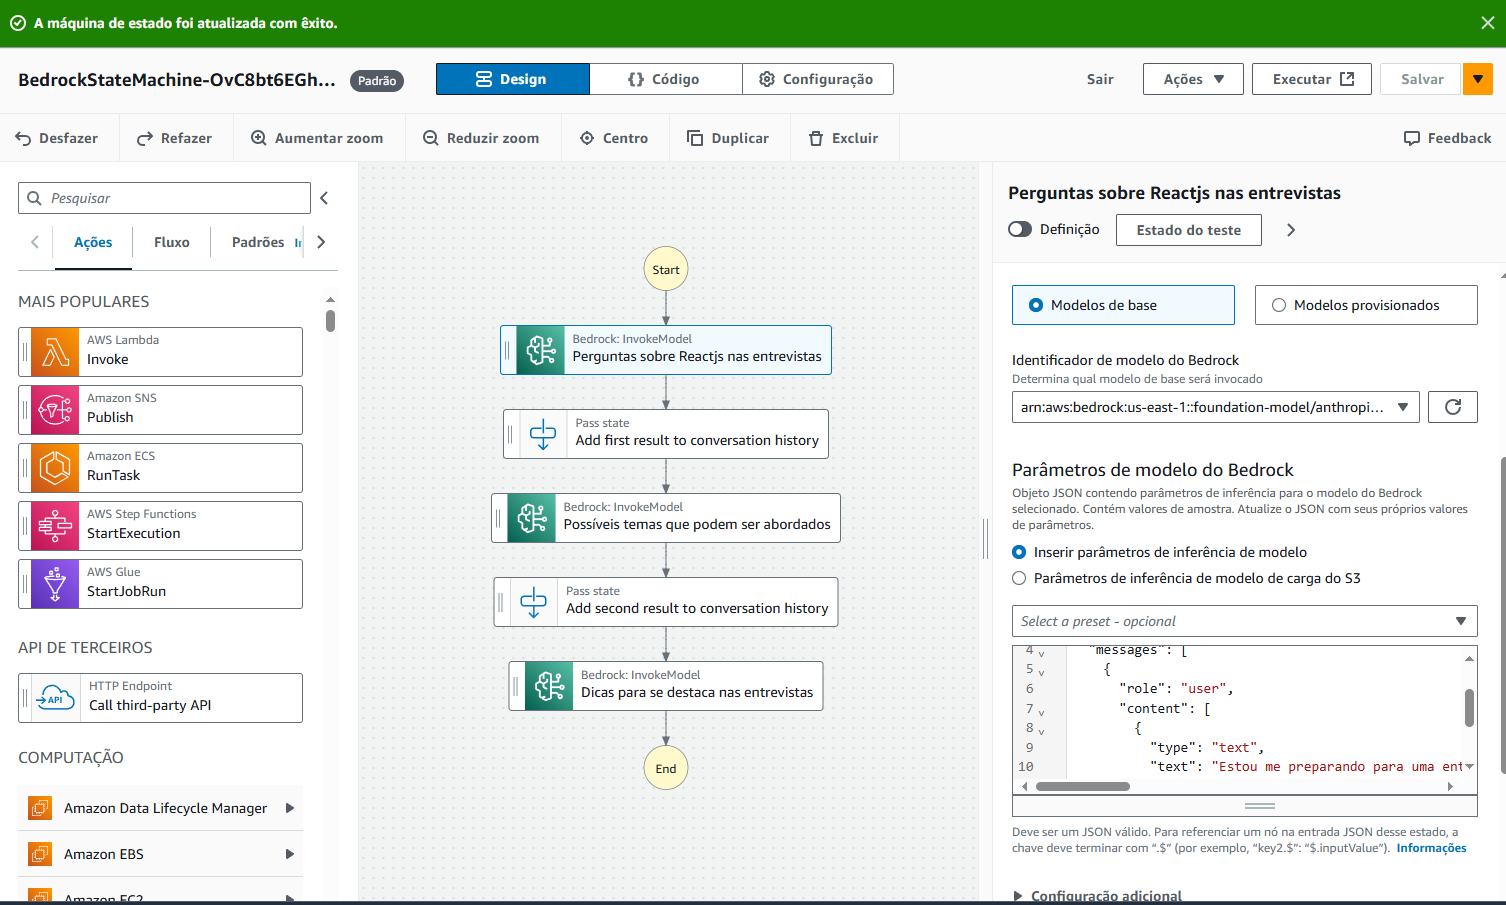 A máquina de estado foi atualizada com êxito.
BedrockStateMachine-OvC8bt6EGh...
Padrão
Design
{} Código
Configuração
Sair
Ações
Executar
Salvar
Desfazer
Refazer
Aumentar zoom
Reduzir zoom
Centro
Duplicar
Excluir
Feedback
Pesquisar
Ações
Fluxo
Padrões
MAIS POPULARES
AWS Lambda
Invoke
Amazon SNS
Publish
Amazon ECS
RunTask
AWS Step Functions
StartExecution
AWS Glue
StartJobRun
API DE TERCEIROS
API
HTTP Endpoint
Call third-party API
COMPUTAÇÃO
Amazon Data Lifecycle Manager
Amazon EBS
Amazon EC2
Start
Bedrock: InvokeModel
Perguntas sobre Reactjs nas entrevistas
Pass state
Add first result to conversation history
Bedrock: InvokeModel
Possíveis temas que podem ser abordados
Pass state
Add second result to conversation history
Bedrock: InvokeModel
Dicas para se destaca nas entrevistas
End
Perguntas sobre Reactjs nas entrevistas
Definição
Estado do teste
Modelos de base
Modelos provisionados
Identificador de modelo do Bedrock
Determina qual modelo de base será invocado
arn:aws:bedrock:us-east-1::foundation-model/anthropi...
Parâmetros de modelo do Bedrock
Objeto JSON contendo parâmetros de inferência para o modelo do Bedrock
selecionado. Contém valores de amostra. Atualize o JSON com seus próprios valores
de parâmetros.
Inserir parâmetros de inferência de modelo
Parâmetros de inferência de modelo de carga do S3
Select a preset - opcional
4 "messages": [
5 {
6 "role": "user",
7 "content": [
8 {
9 "type": "text",
10 "text": "Estou me preparando para uma ent
Deve ser um JSON válido. Para referenciar um nó na entrada JSON desse estado, a
chave deve terminar com “.$” (por exemplo, “key2.$”: “$.inputValue”). Informações
Configuração adicional